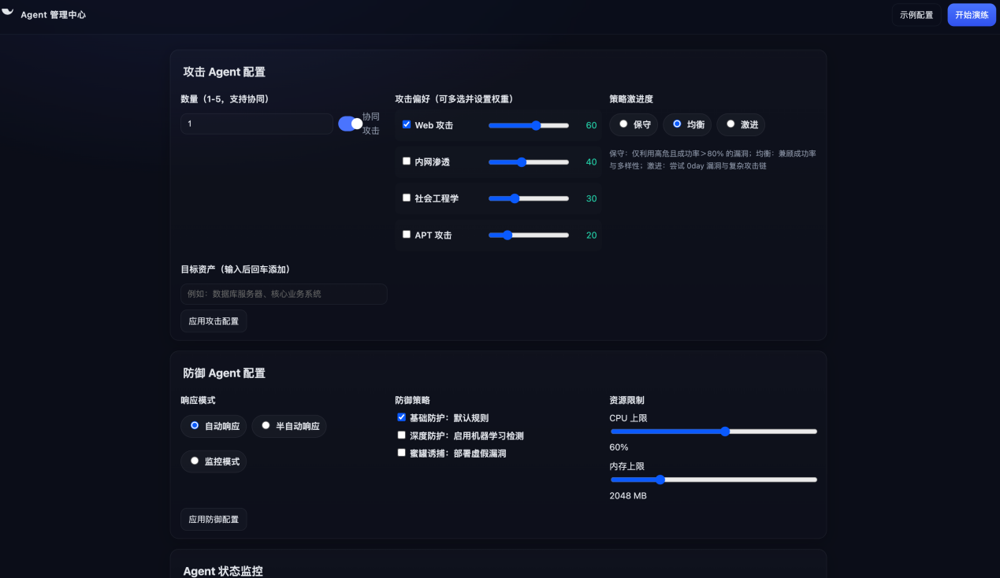 Agent 管理中心
示例配置
开始演练
攻击 Agent 配置
数量（1-5，支持协同）
1
协同
攻击
攻击偏好（可多选并设置权重）
Web 攻击
60
内网渗透
40
社会工程学
30
APT 攻击
20
策略激进度
保守
均衡
激进
保守：仅利用高危且成功率＞80% 的漏洞；均衡：兼顾成功率
与多样性；激进：尝试 0day 漏洞与复杂攻击链
目标资产（输入后回车添加）
例如：数据库服务器、核心业务系统
应用攻击配置
防御 Agent 配置
响应模式
自动响应
半自动响应
监控模式
防御策略
基础防护：默认规则
深度防护：启用机器学习检测
蜜罐诱捕：部署虚假漏洞
资源限制
CPU 上限
60%
内存上限
2048 MB
应用防御配置
Agent 状态监控